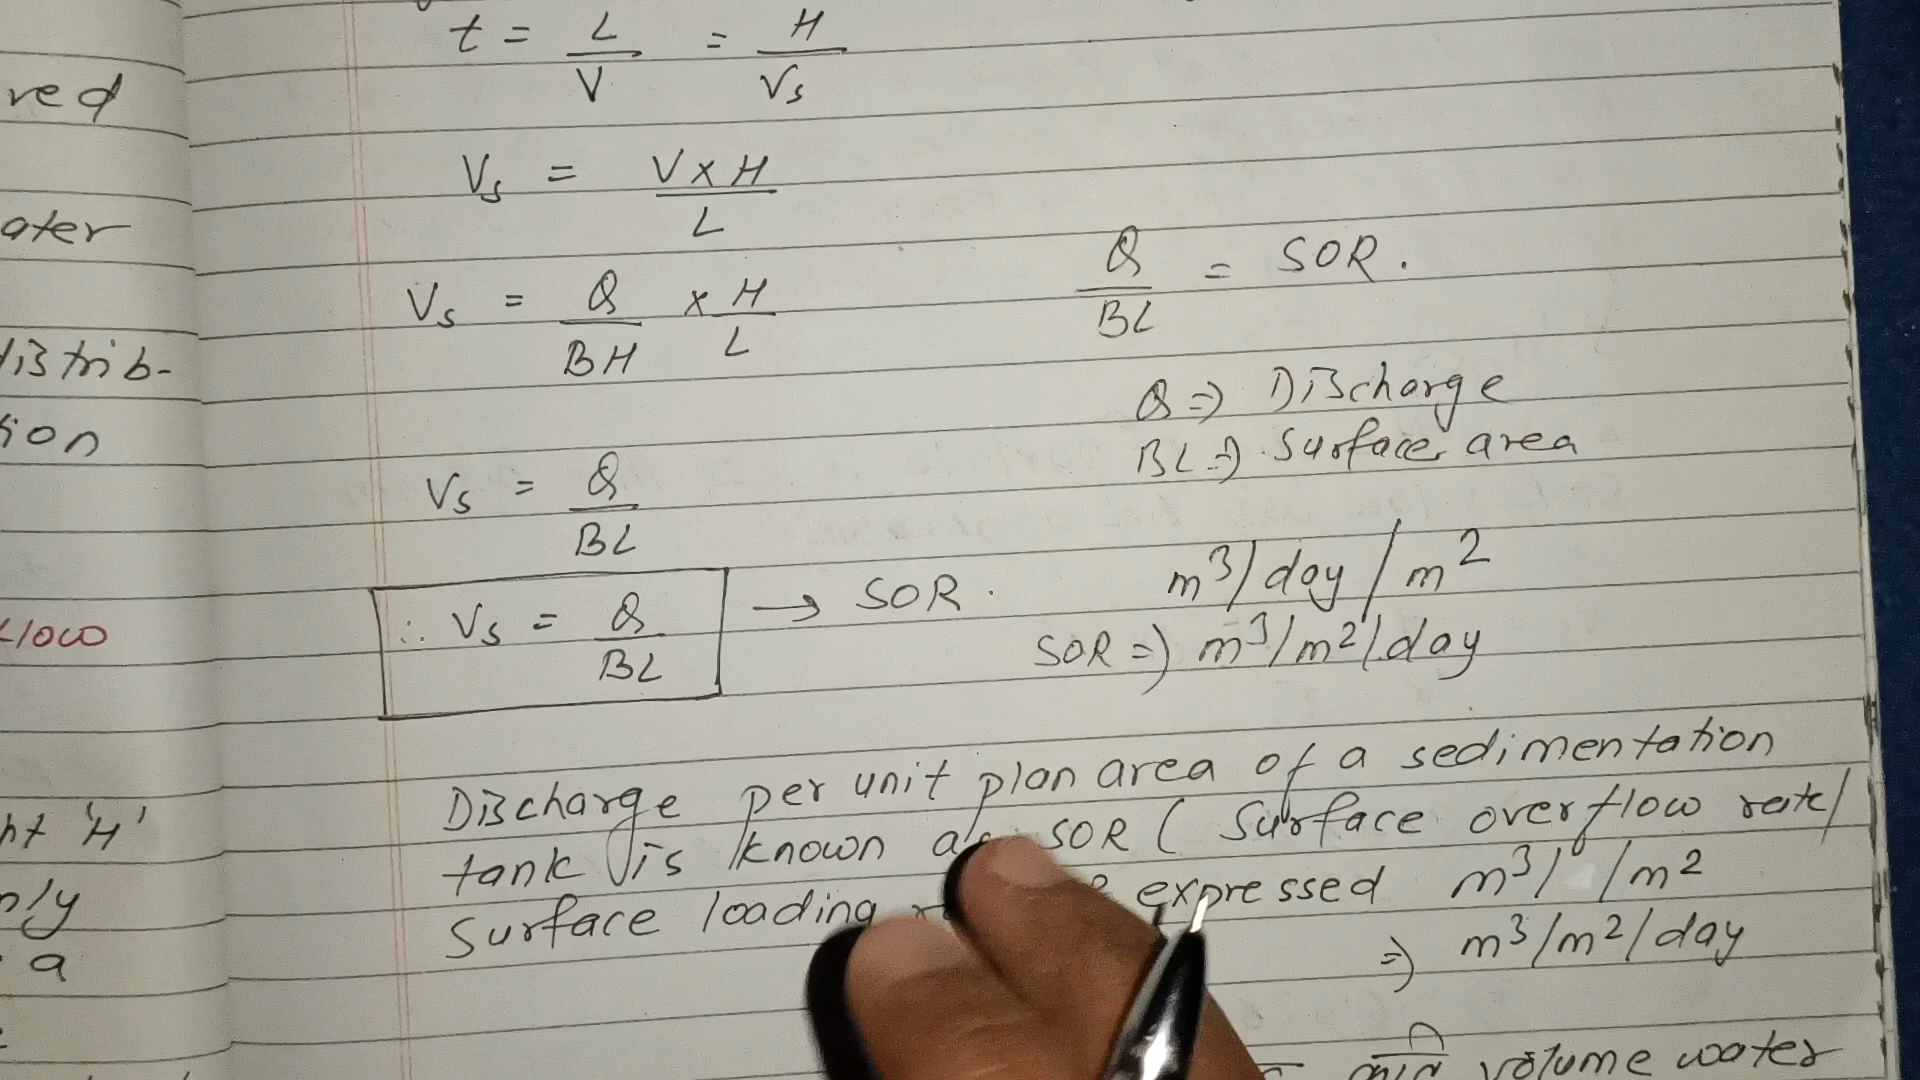 red
ater
distrib-
tion
flow
ht 'H'
nly
a
t = L/V = H/Vs
Vs = V x H / L
Vs = Q/BH x H/L
Q/BL = SOR.
Q => Discharge
BL => Surface area
Vs = Q/BL
∴ Vs = Q/BL → SOR.
m³/day/m²
SOR => m³/m²/day
Discharge per unit plan area of a sedimentation
tank is known as SOR ( Surface overflow rate/
Surface loading expressed m³/ /m²
=> m³/m²/day
volume water